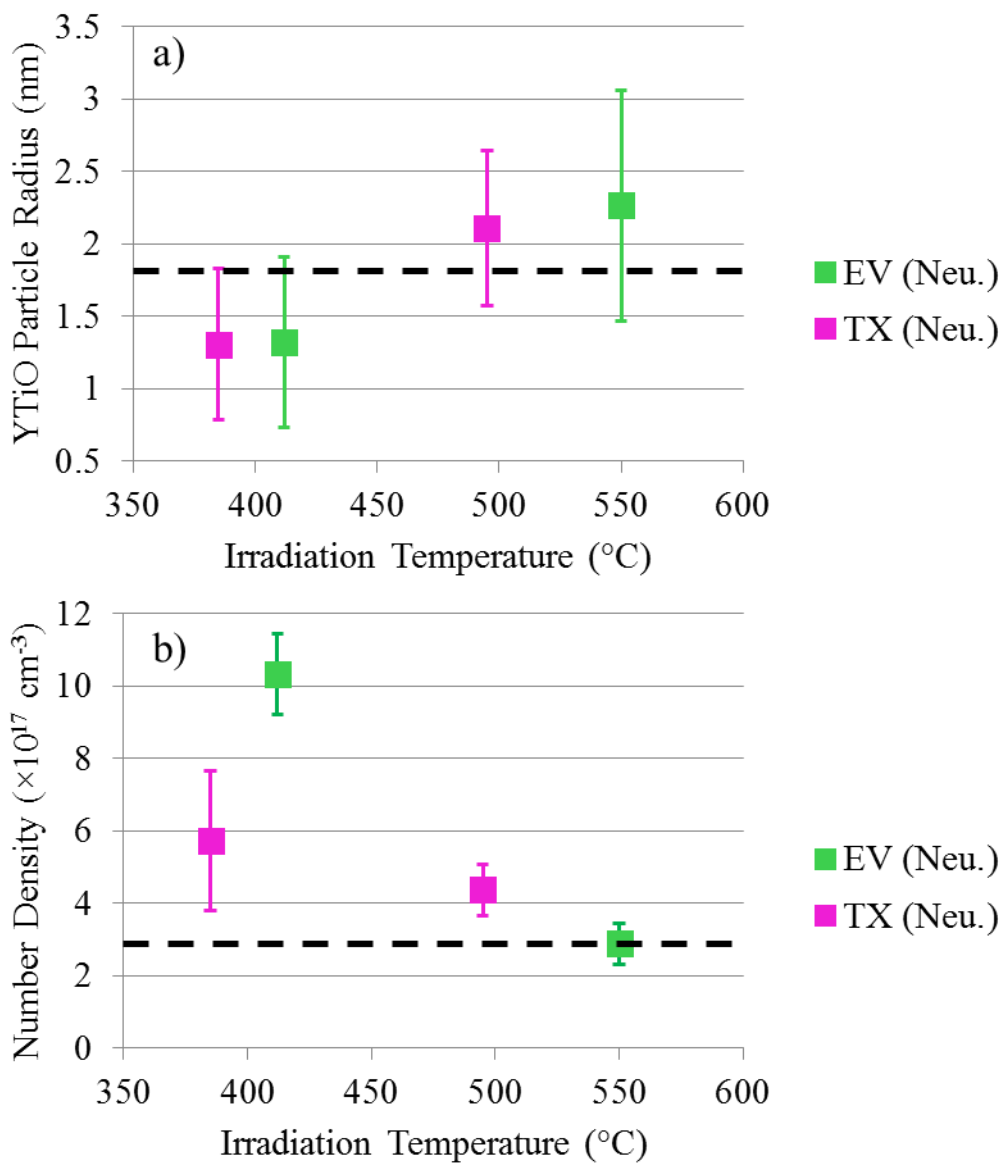 a)
YTiO Particle Radius (nm)
3.5
3
2.5
2
1.5
1
0.5
350 400 450 500 550 600
Irradiation Temperature (°C)
EV (Neu.)
TX (Neu.)
b)
Number Density (×10¹⁷ cm⁻³)
12
10
8
6
4
2
0
350 400 450 500 550 600
Irradiation Temperature (°C)
EV (Neu.)
TX (Neu.)